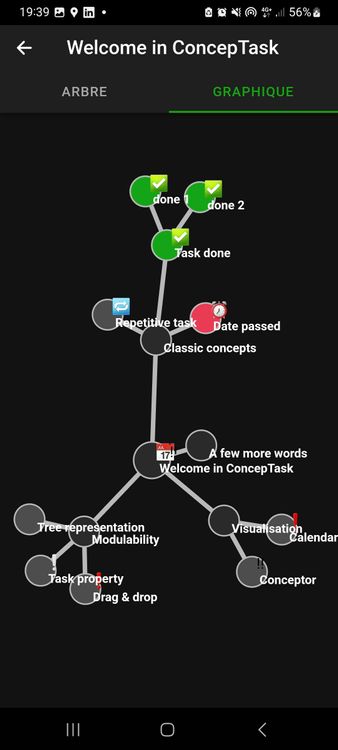 19:39
4G+
56%
Welcome in ConcepTask
ARBRE
GRAPHIQUE
done 1
done 2
Task done
Repetitive task
Date passed
Classic concepts
17
A few more words
Welcome in ConcepTask
Tree representation
Visualisation
Modulability
Calendar
!
Task property
!
Conceptor
!!
Drag & drop
!